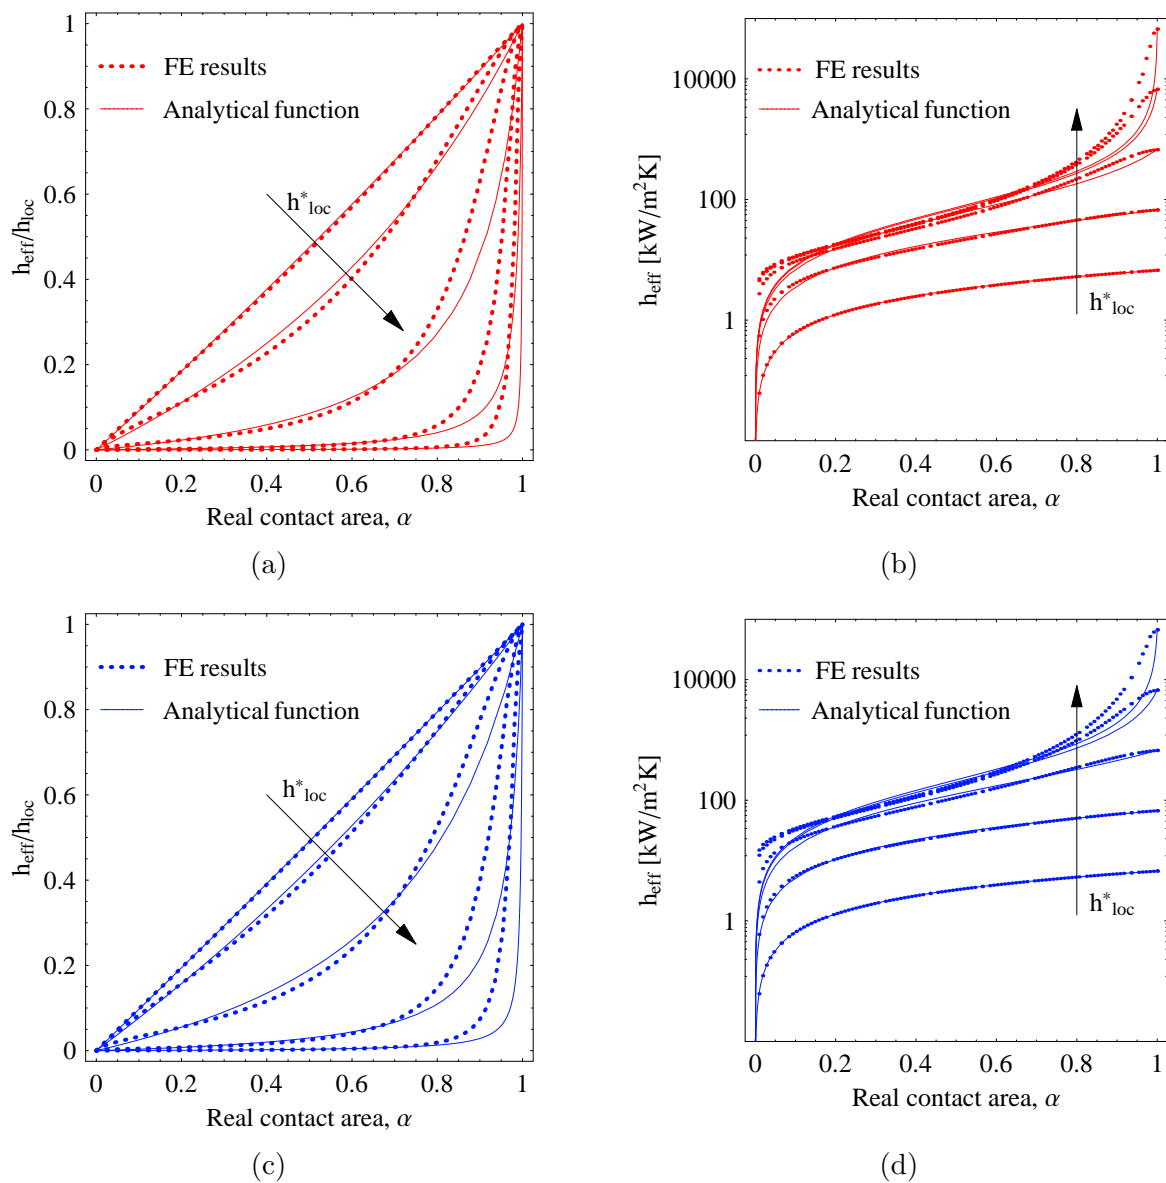 1
0.8
0.6
0.4
0.2
0
h_eff/h_loc
FE results
Analytical function
h*_loc
0 0.2 0.4 0.6 0.8 1
Real contact area, α
(a)
10000
100
1
h_eff [kW/m²K]
FE results
Analytical function
h*_loc
0 0.2 0.4 0.6 0.8 1
Real contact area, α
(b)
1
0.8
0.6
0.4
0.2
0
h_eff/h_loc
FE results
Analytical function
h*_loc
0 0.2 0.4 0.6 0.8 1
Real contact area, α
(c)
10000
100
1
h_eff [kW/m²K]
FE results
Analytical function
h*_loc
0 0.2 0.4 0.6 0.8 1
Real contact area, α
(d)